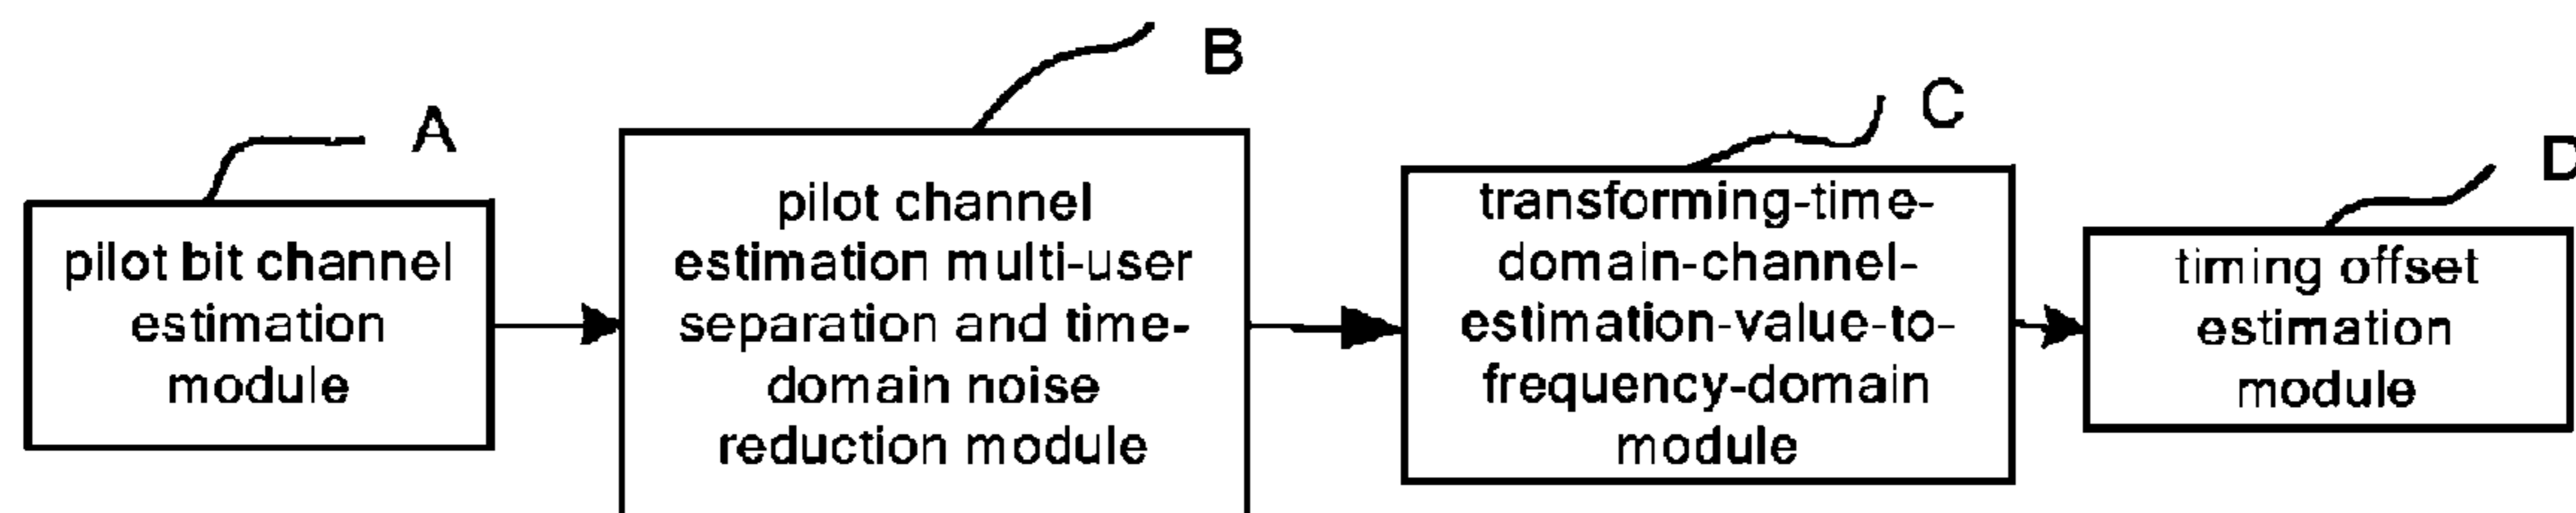 A
B
C
D
pilot bit channel
estimation
module
pilot channel
estimation multi-user
separation and time-
domain noise
reduction module
transforming-time-
domain-channel-
estimation-value-to-
frequency-domain
module
timing offset
estimation
module